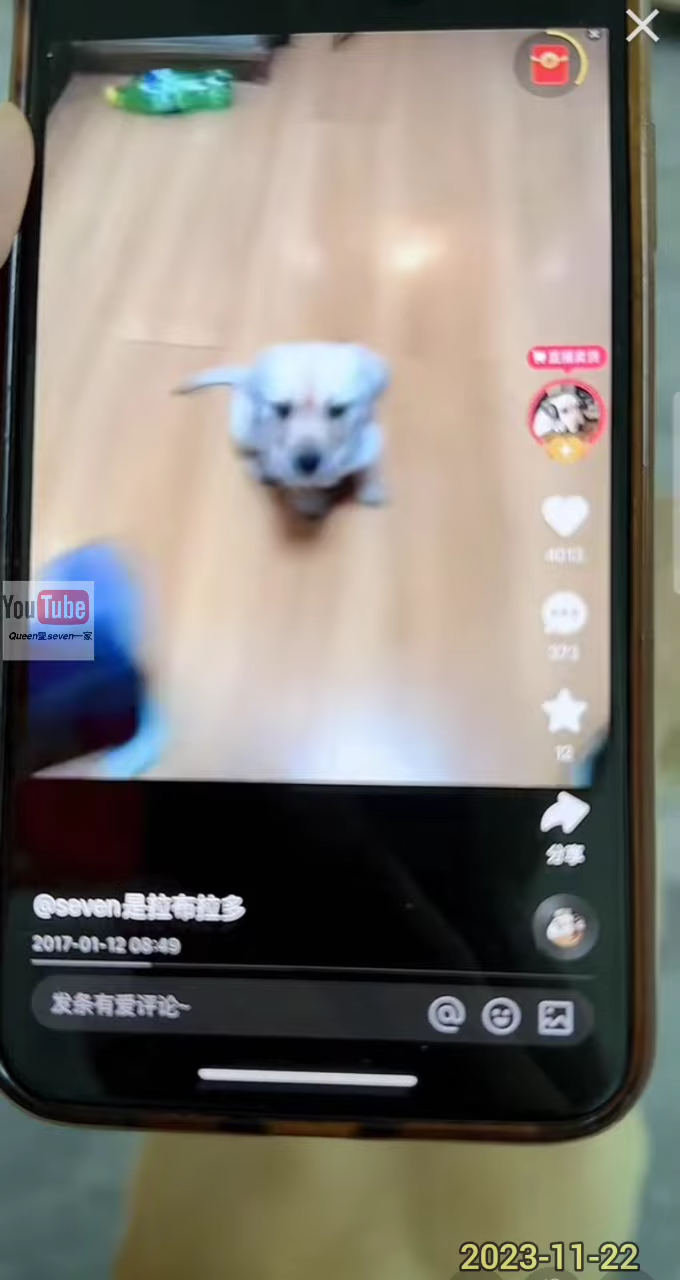 直播卖货
4013
YouTube
Queen愛seven一家
373
12
分享
@seven是拉布拉多
2017-01-12 08:49
发条有爱评论~
2023-11-22